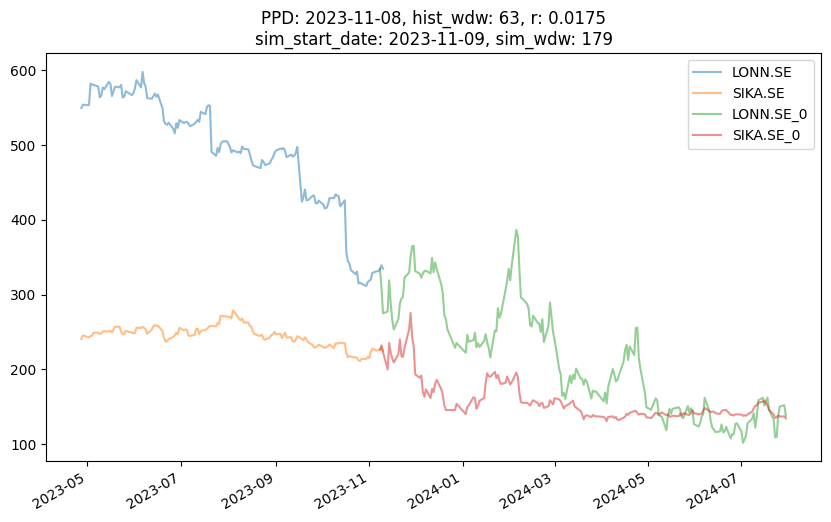 PPD: 2023-11-08, hist_wdw: 63, r: 0.0175
sim_start_date: 2023-11-09, sim_wdw: 179
LONN.SE
SIKA.SE
LONN.SE_0
SIKA.SE_0
600
500
400
300
200
100
2023-05
2023-07
2023-09
2023-11
2024-01
2024-03
2024-05
2024-07